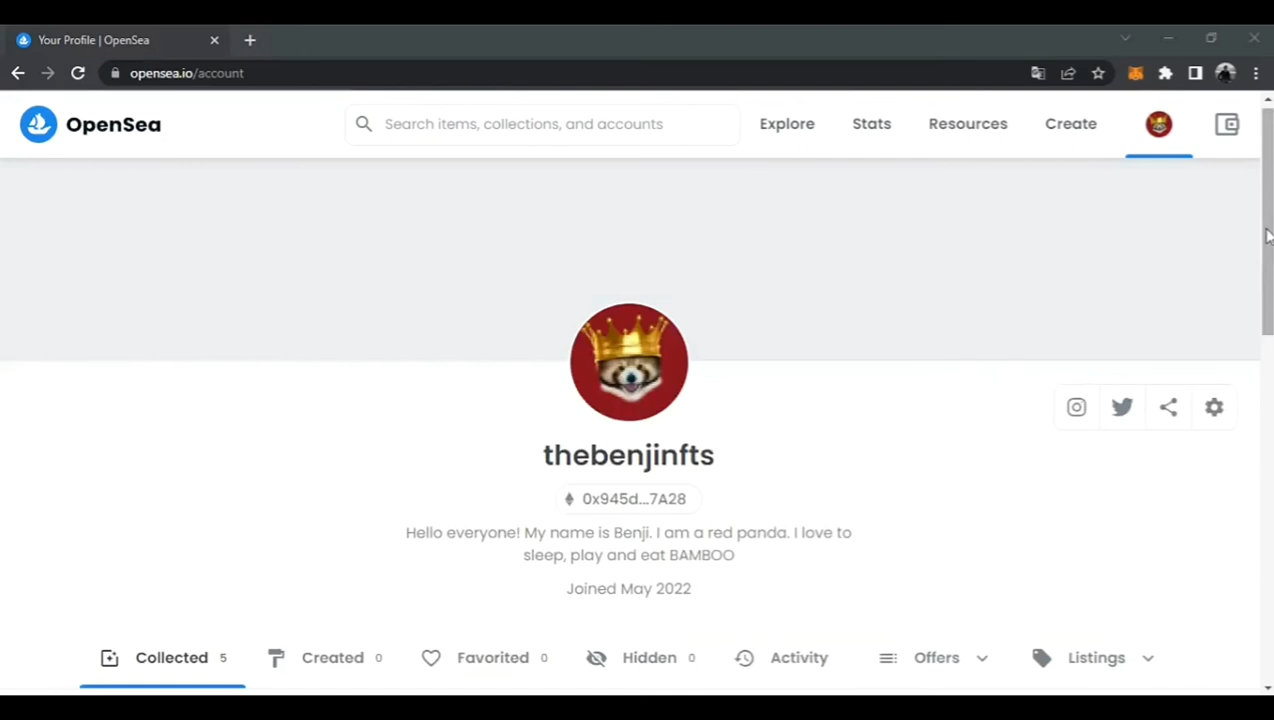 Your Profile | OpenSea
opensea.io/account
OpenSea
Search items, collections, and accounts
Explore
Stats
Resources
Create
thebenjinfts
0x945d...7A28
Hello everyone! My name is Benji. I am a red panda. I love to
sleep, play and eat BAMBOO
Joined May 2022
Collected 5
Created 0
Favorited 0
Hidden 0
Activity
Offers
Listings